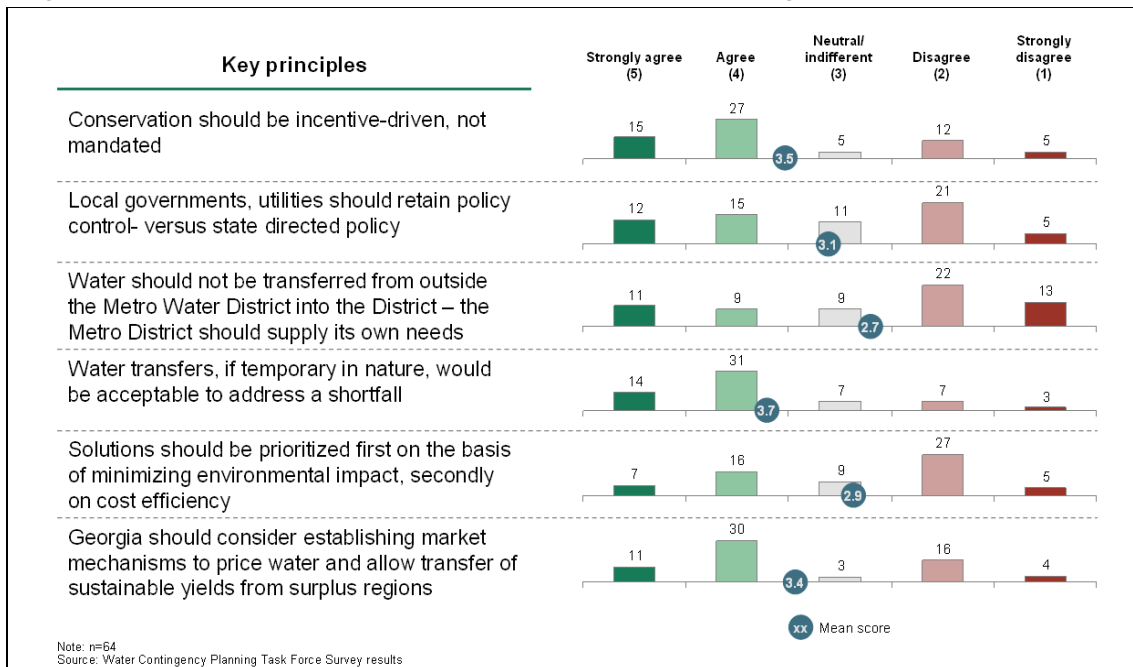 Key principles
Strongly agree
(5)
Agree
(4)
Neutral/
indifferent
(3)
Disagree
(2)
Strongly
disagree
(1)
Conservation should be incentive-driven, not
mandated
15
27
3.5
5
12
5
Local governments, utilities should retain policy
control- versus state directed policy
12
15
3.1
11
21
5
Water should not be transferred from outside
the Metro Water District into the District – the
Metro District should supply its own needs
11
9
9
2.7
22
13
Water transfers, if temporary in nature, would
be acceptable to address a shortfall
14
31
3.7
7
7
3
Solutions should be prioritized first on the basis
of minimizing environmental impact, secondly
on cost efficiency
7
16
9
2.9
27
5
Georgia should consider establishing market
mechanisms to price water and allow transfer of
sustainable yields from surplus regions
11
30
3.4
3
16
4
xx Mean score
Note: n=64
Source: Water Contingency Planning Task Force Survey results